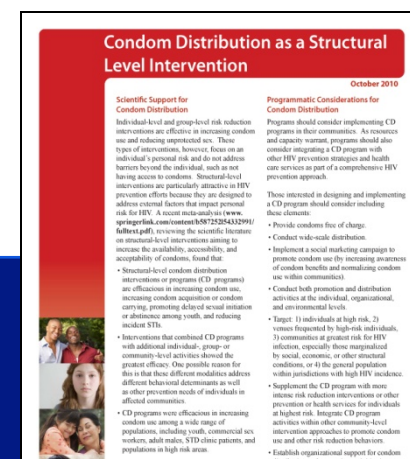 Condom Distribution as a Structural
Level Intervention
October 2010
Scientific Support for
Condom Distribution
Individual-level and group-level risk reduction
interventions are effective in increasing condom
use and reducing unprotected sex. These
types of interventions, however, focus on an
individual's personal risk and do not address
barriers beyond the individual, such as not
having access to condoms. Structural-level
interventions are particularly attractive in HIV
prevention efforts because they are designed to
address external factors that impact personal
risk for HIV. A recent meta-analysis (www.
springerlink.com/content/b587252l54332991/
fulltext.pdf), reviewing the scientific literature
on structural-level interventions aiming to
increase the availability, accessibility, and
acceptability of condoms, found that:
• Structural-level condom distribution
interventions or programs (CD programs)
are efficacious in increasing condom use,
increasing condom acquisition or condom
carrying, promoting delayed sexual initiation
or abstinence among youth, and reducing
incident STIs.
• Interventions that combined CD programs
with additional individual-, group- or
community-level activities showed the
greatest efficacy. One possible reason for
this is that these different modalities address
different behavioral determinants as well
as other prevention needs of individuals in
affected communities.
• CD programs were efficacious in increasing
condom use among a wide range of
populations, including youth, commercial sex
workers, adult males, STD clinic patients, and
populations in high risk areas.
Programmatic Considerations for
Condom Distribution
Programs should consider implementing CD
programs in their communities. As resources
and capacity warrant, programs should also
consider integrating a CD program with
other HIV prevention strategies and health
care services as part of a comprehensive HIV
prevention approach.
Those interested in designing and implementing
a CD program should consider including
these elements:
• Provide condoms free of charge.
• Conduct wide-scale distribution.
• Implement a social marketing campaign to
promote condom use (by increasing awareness
of condom benefits and normalizing condom
use within communities).
• Conduct both promotion and distribution
activities at the individual, organizational,
and environmental levels.
• Target: 1) individuals at high risk, 2)
venues frequented by high-risk individuals,
3) communities at greatest risk for HIV
infection, especially those marginalized
by social, economic, or other structural
conditions, or 4) the general population
within jurisdictions with high HIV incidence.
• Supplement the CD program with more
intense risk reduction interventions or other
prevention or health services for individuals
at highest risk. Integrate CD program
activities within other community-level
intervention approaches to promote condom
use and other risk reduction behaviors.
• Establish organizational support for condom